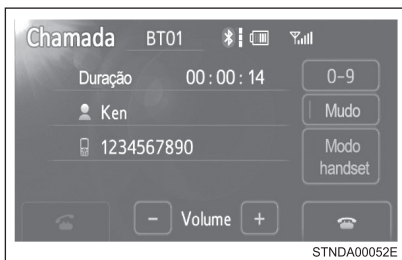 Chamada BT01
Duração 00:00:14 0-9
Ken Mudo
1234567890 Modo
handset
- Volume +
STNDA00052E